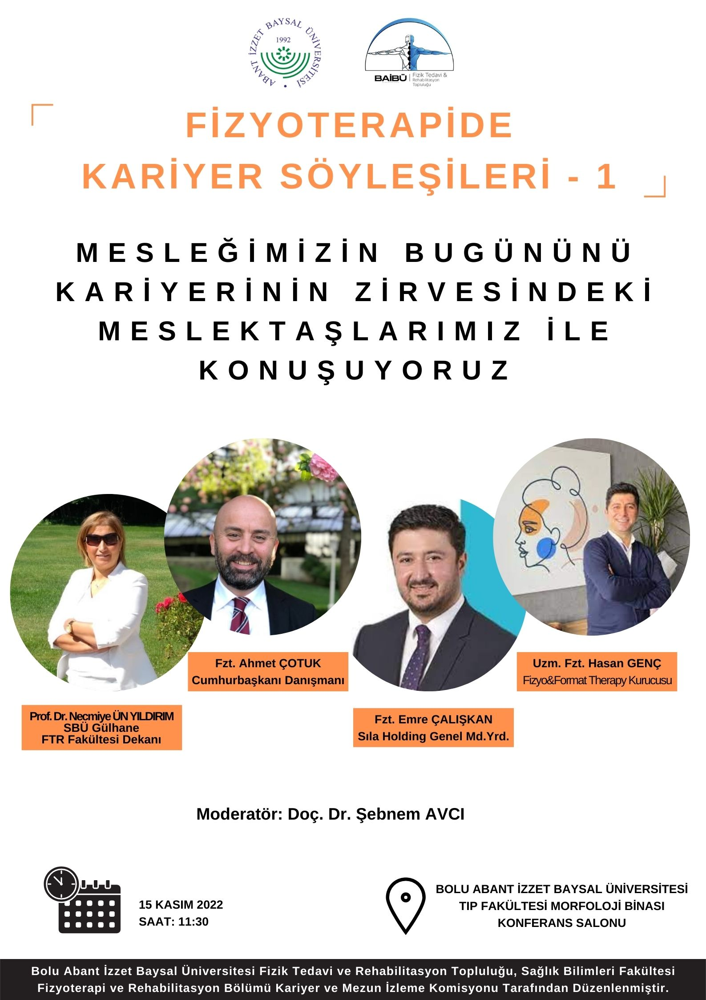 ABANT İZZET BAYSAL ÜNİVERSİTESİ
1992
BAİBÜ
Fizik Tedavi &
Rehabilitasyon
Topluluğu
FİZYOTERAPİDE
KARİYER SÖYLEŞİLERİ - 1
MESLEĞİMİZİN BUGÜNÜNÜ
KARİYERİNİN ZİRVESİNDEKİ
MESLEKTAŞLARIMIZ İLE
KONUŞUYORUZ
Fzt. Ahmet ÇOTUK
Cumhurbaşkanı Danışmanı
Uzm. Fzt. Hasan GENÇ
Fizyo&Format Therapy Kurucusu
Prof. Dr. Necmiye ÜN YILDIRIM
SBÜ Gülhane
FTR Fakültesi Dekanı
Fzt. Emre ÇALIŞKAN
Sıla Holding Genel Md.Yrd.
Moderatör: Doç. Dr. Şebnem AVCI
15 KASIM 2022
SAAT: 11:30
BOLU ABANT İZZET BAYSAL ÜNİVERSİTESİ
TIP FAKÜLTESİ MORFOLOJİ BİNASI
KONFERANS SALONU
Bolu Abant İzzet Baysal Üniversitesi Fizik Tedavi ve Rehabilitasyon Topluluğu, Sağlık Bilimleri Fakültesi
Fizyoterapi ve Rehabilitasyon Bölümü Kariyer ve Mezun İzleme Komisyonu Tarafından Düzenlenmiştir.